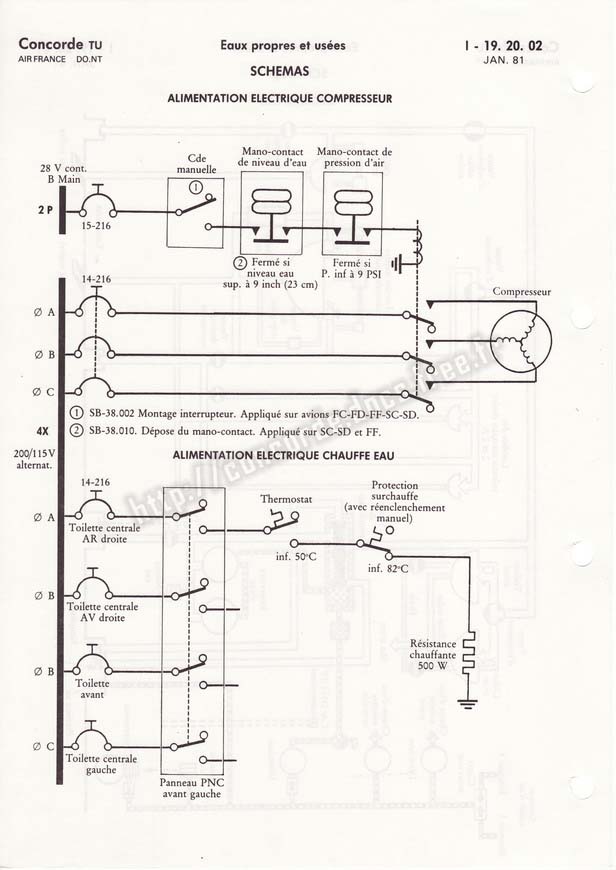 Concorde TU
AIR FRANCE DO.NT
Eaux propres et usées
SCHEMAS
I - 19. 20. 02
JAN. 81
ALIMENTATION ELECTRIQUE COMPRESSEUR
28 V cont.
B Main
2 P
15-216
Cde
manuelle
1
Mano-contact
de niveau d'eau
Mano-contact de
pression d'air
2 Fermé si
niveau eau
sup. à 9 inch (23 cm)
Fermé si
P. inf à 9 PSI
14-216
Compresseur
Ø A
Ø B
Ø C
1 SB-38.002 Montage interrupteur. Appliqué sur avions FC-FD-FF-SC-SD.
2 SB-38.010. Dépose du mano-contact. Appliqué sur SC-SD et FF.
4X
200/115V
alternat.
ALIMENTATION ELECTRIQUE CHAUFFE EAU
14-216
Ø A
Toilette centrale
AR droite
Thermostat
inf. 50°C
Protection
surchauffe
(avec réenclenchement
manuel)
inf. 82°C
Ø B
Toilette centrale
AV droite
Résistance
chauffante
500 W
Ø B
Toilette
avant
Ø C
Toilette centrale
gauche
Panneau PNC
avant gauche